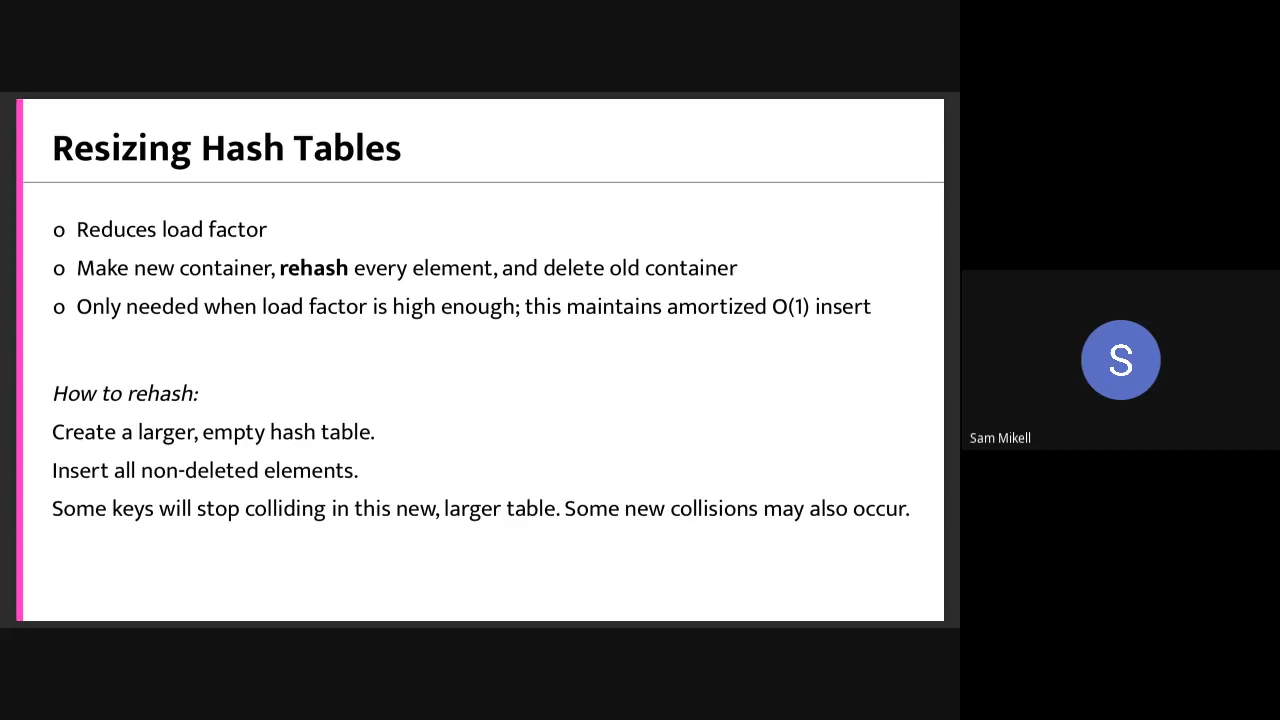 Resizing Hash Tables
o Reduces load factor
o Make new container, rehash every element, and delete old container
o Only needed when load factor is high enough; this maintains amortized O(1) insert
How to rehash:
Create a larger, empty hash table.
Insert all non-deleted elements.
Some keys will stop colliding in this new, larger table. Some new collisions may also occur.
S
Sam Mikell